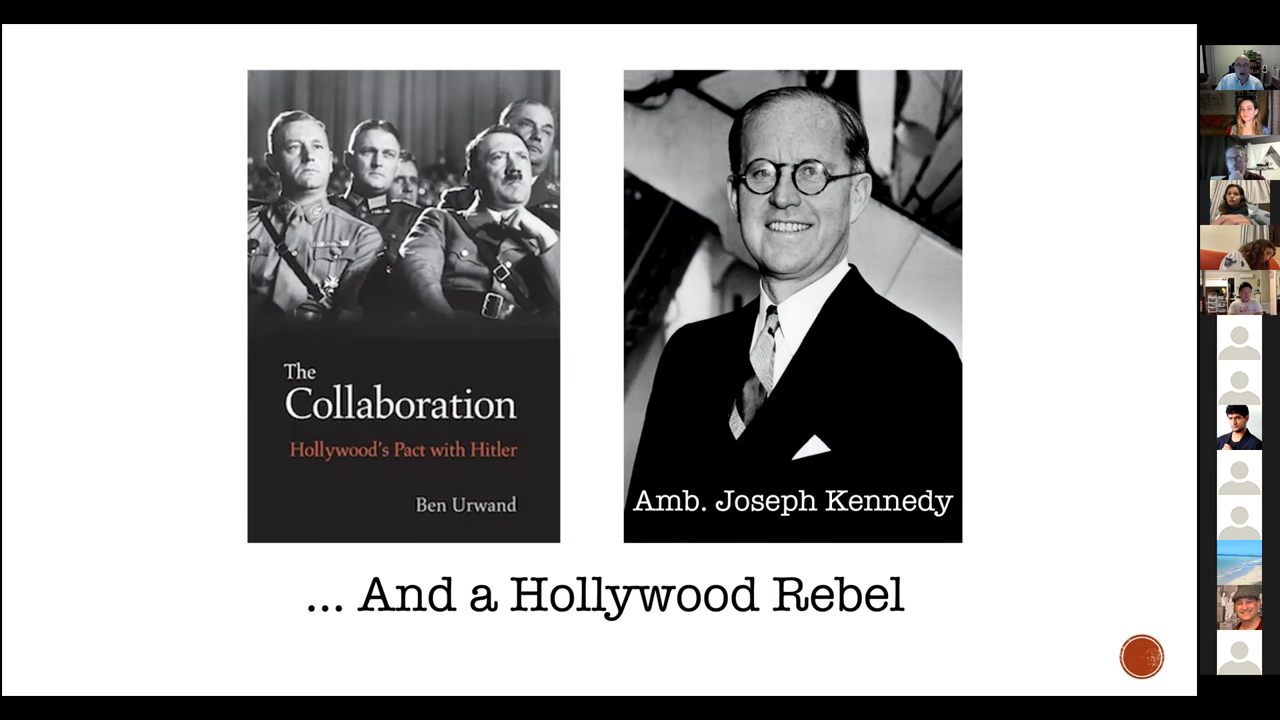 The
Collaboration
Hollywood's Pact with Hitler
Ben Urwand
Amb. Joseph Kennedy
... And a Hollywood Rebel